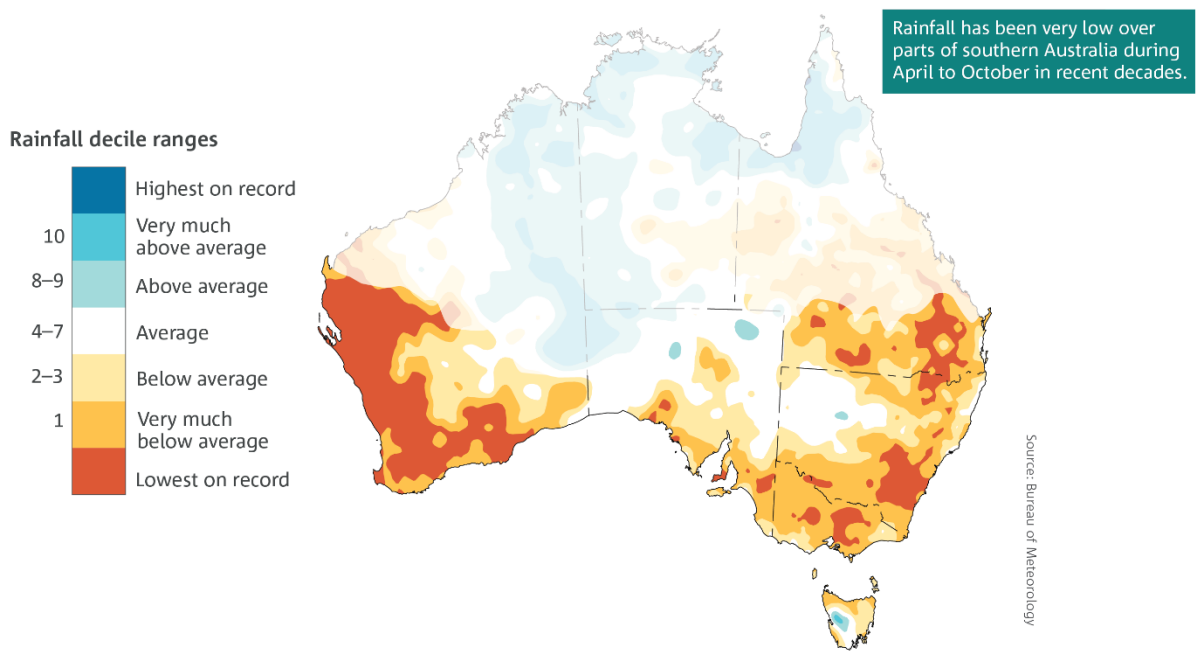 Rainfall has been very low over
parts of southern Australia during
April to October in recent decades.
Rainfall decile ranges
Highest on record
10
Very much
above average
8–9
Above average
4–7
Average
2–3
Below average
1
Very much
below average
Lowest on record
Source: Bureau of Meteorology